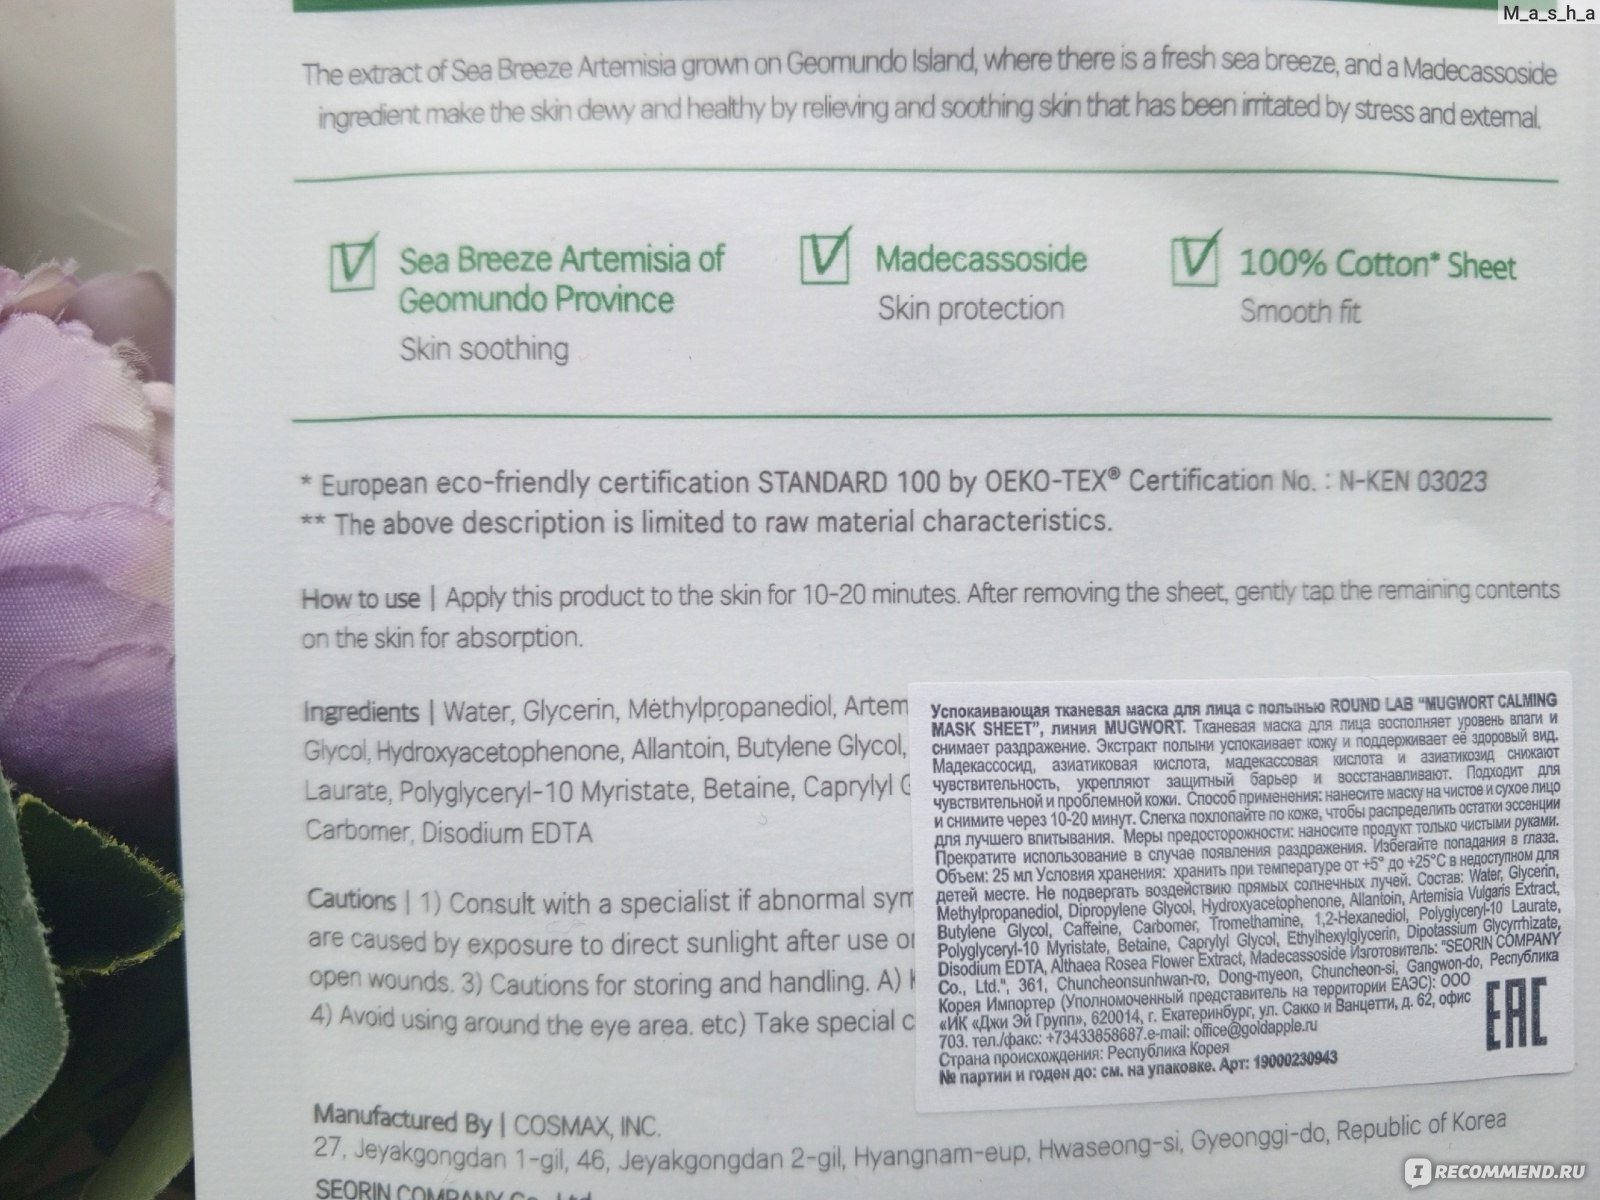 M_a_s_h_a
The extract of Sea Breeze Artemisia grown on Geomundo Island, where there is a fresh sea breeze, and a Madecassoside
ingredient make the skin dewy and healthy by relieving and soothing skin that has been irritated by stress and external.
Sea Breeze Artemisia of
Geomundo Province
Skin soothing
Madecassoside
Skin protection
100% Cotton* Sheet
Smooth fit
* European eco-friendly certification STANDARD 100 by OEKO-TEX® Certification No. : N-KEN 03023
** The above description is limited to raw material characteristics.
How to use | Apply this product to the skin for 10-20 minutes. After removing the sheet, gently tap the remaining contents
on the skin for absorption.
Ingredients | Water, Glycerin, Methylpropanediol, Artem
Glycol, Hydroxyacetophenone, Allantoin, Butylene Glycol,
Laurate, Polyglyceryl-10 Myristate, Betaine, Caprylyl G
Carbomer, Disodium EDTA
Cautions | 1) Consult with a specialist if abnormal sym
are caused by exposure to direct sunlight after use or
open wounds. 3) Cautions for storing and handling. A) K
4) Avoid using around the eye area. etc) Take special c
Успокаивающая тканевая маска для лица с полынью ROUND LAB "MUGWORT CALMING
MASK SHEET", линия MUGWORT. Тканевая маска для лица восполняет уровень влаги и
снимает раздражение. Экстракт полыни успокаивает кожу и поддерживает её здоровый вид.
Мадекассосид, азиатиковая кислота, мадекассовая кислота и азиатикозид снижают
чувствительность, укрепляют защитный барьер и восстанавливают. Подходит для
чувствительной и проблемной кожи. Способ применения: нанесите маску на чистое и сухое лицо
и снимите через 10-20 минут. Слегка похлопайте по коже, чтобы распределить остатки эссенции
для лучшего впитывания. Меры предосторожности: наносите продукт только чистыми руками.
Прекратите использование в случае появления раздражения. Избегайте попадания в глаза.
Объем: 25 мл Условия хранения: хранить при температуре от +5° до +25°С в недоступном для
детей месте. Не подвергать воздействию прямых солнечных лучей. Состав: Water, Glycerin,
Methylpropanediol, Dipropylene Glycol, Hydroxyacetophenone, Allantoin, Artemisia Vulgaris Extract,
Butylene Glycol, Caffeine, Carbomer, Tromethamine, 1,2-Hexanediol, Polyglyceryl-10 Laurate,
Polyglyceryl-10 Myristate, Betaine, Caprylyl Glycol, Ethylhexylglycerin, Dipotassium Glycyrrhizate,
Disodium EDTA, Althaea Rosea Flower Extract, Madecassoside Изготовитель: "SEORIN COMPANY
Co., Ltd.", 361, Chuncheonsunhwan-ro, Dong-myeon, Chuncheon-si, Gangwon-do, Республика
Корея Импортер (Уполномоченный представитель на территории ЕАЭС): ООО
«ИК «Джи Эй Групп», 620014, г. Екатеринбург, ул. Сакко и Ванцетти, д. 62, офис
703. тел./факс: +73433858687.e-mail: office@goldapple.ru
Страна происхождения: Республика Корея
№ партии и годен до: см. на упаковке. Арт: 19000230943
EAC
Manufactured By | COSMAX, INC.
27, Jeyakgongdan 1-gil, 46, Jeyakgongdan 2-gil, Hyangnam-eup, Hwaseong-si, Gyeonggi-do, Republic of Korea
SEORIN COMPANY Co., Ltd.
IRECOMMEND.RU